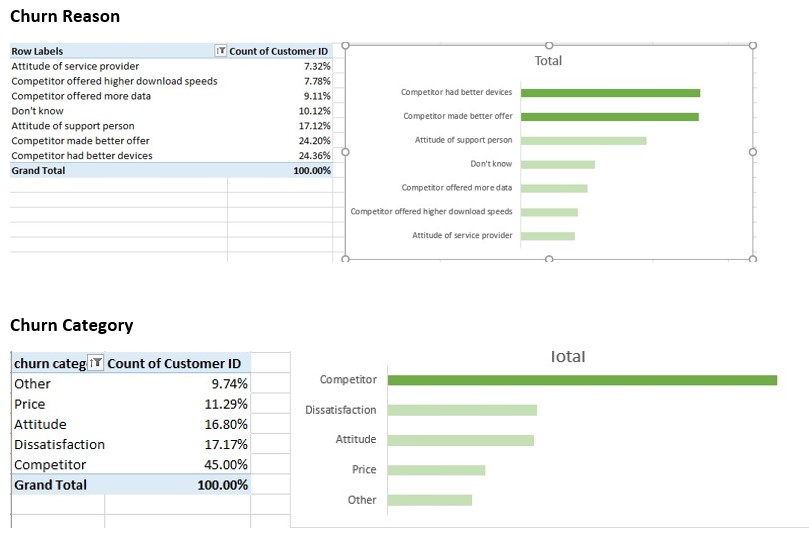 Churn Reason
Row Labels Count of Customer ID
Attitude of service provider 7.32%
Competitor offered higher download speeds 7.78%
Competitor offered more data 9.11%
Don't know 10.12%
Attitude of support person 17.12%
Competitor made better offer 24.20%
Competitor had better devices 24.36%
Grand Total 100.00%
Total
Competitor had better devices
Competitor made better offer
Attitude of support person
Don't know
Competitor offered more data
Competitor offered higher download speeds
Attitude of service provider
Churn Category
churn categ Count of Customer ID
Other 9.74%
Price 11.29%
Attitude 16.80%
Dissatisfaction 17.17%
Competitor 45.00%
Grand Total 100.00%
Total
Competitor
Dissatisfaction
Attitude
Price
Other